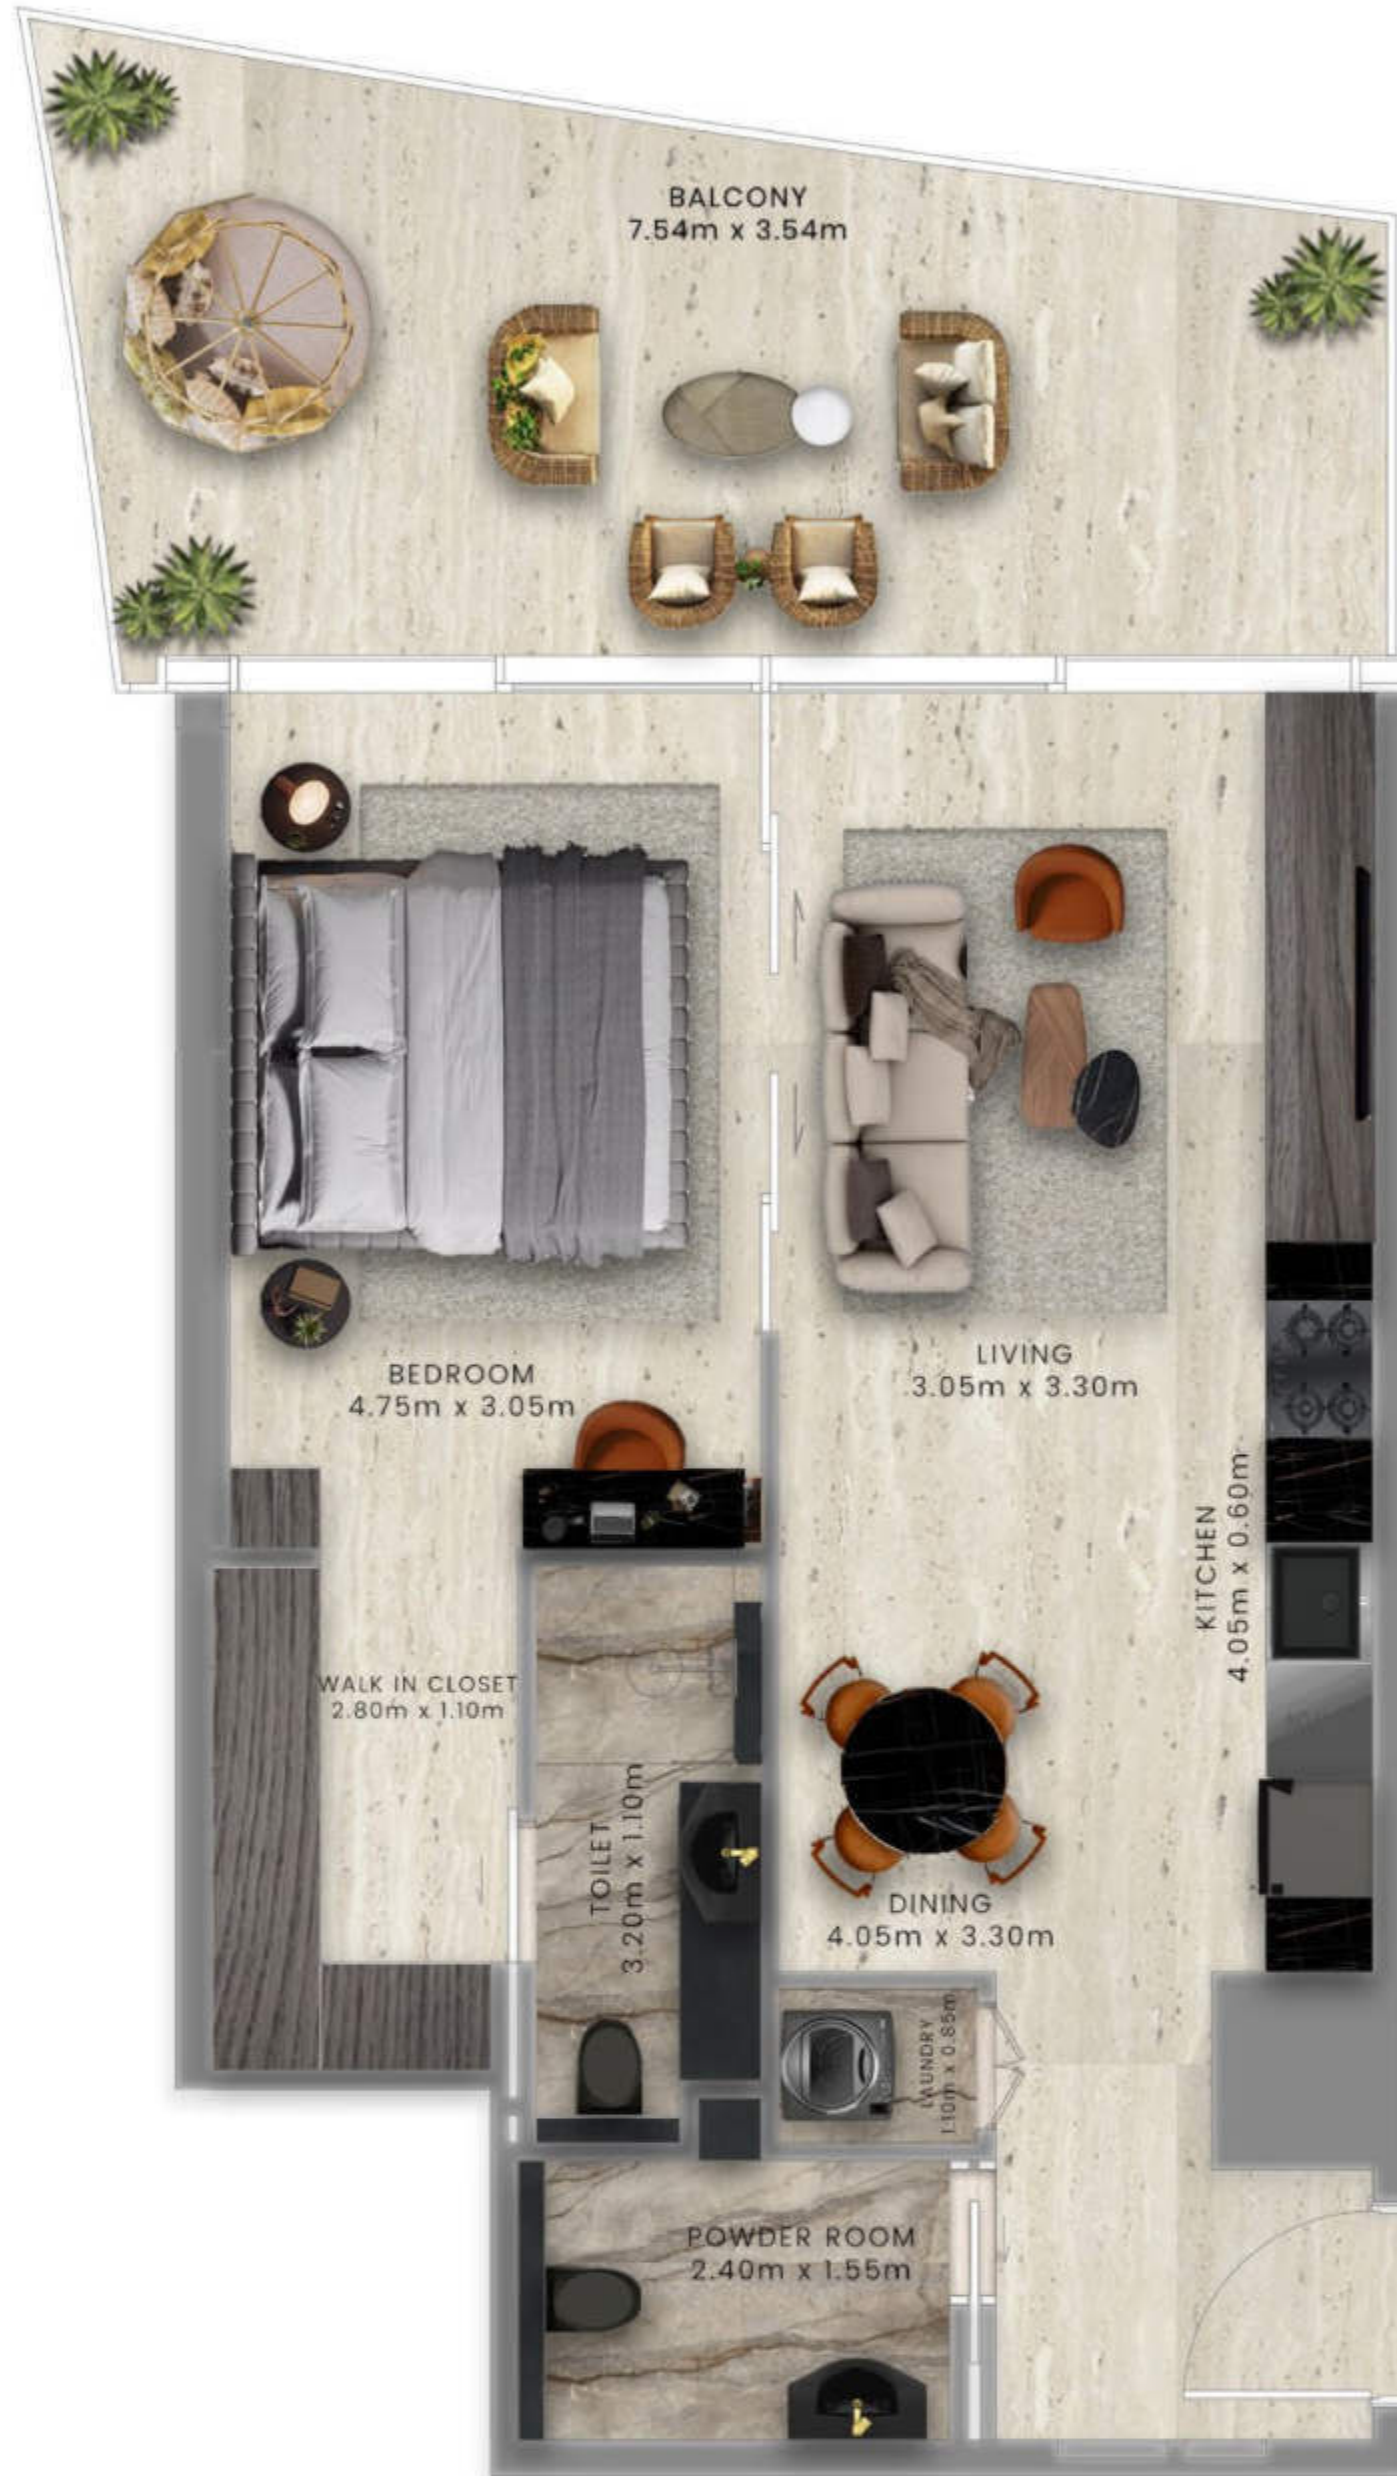 BALCONY
7.54m x 3.54m
BEDROOM
4.75m x 3.05m
LIVING
3.05m x 3.30m
KITCHEN
4.05m x 0.60m
WALK IN CLOSET
2.80m x 1.10m
TOILET
3.20m x 1.10m
DINING
4.05m x 3.30m
LAUNDRY
1.10m x 0.85m
POWDER ROOM
2.40m x 1.55m